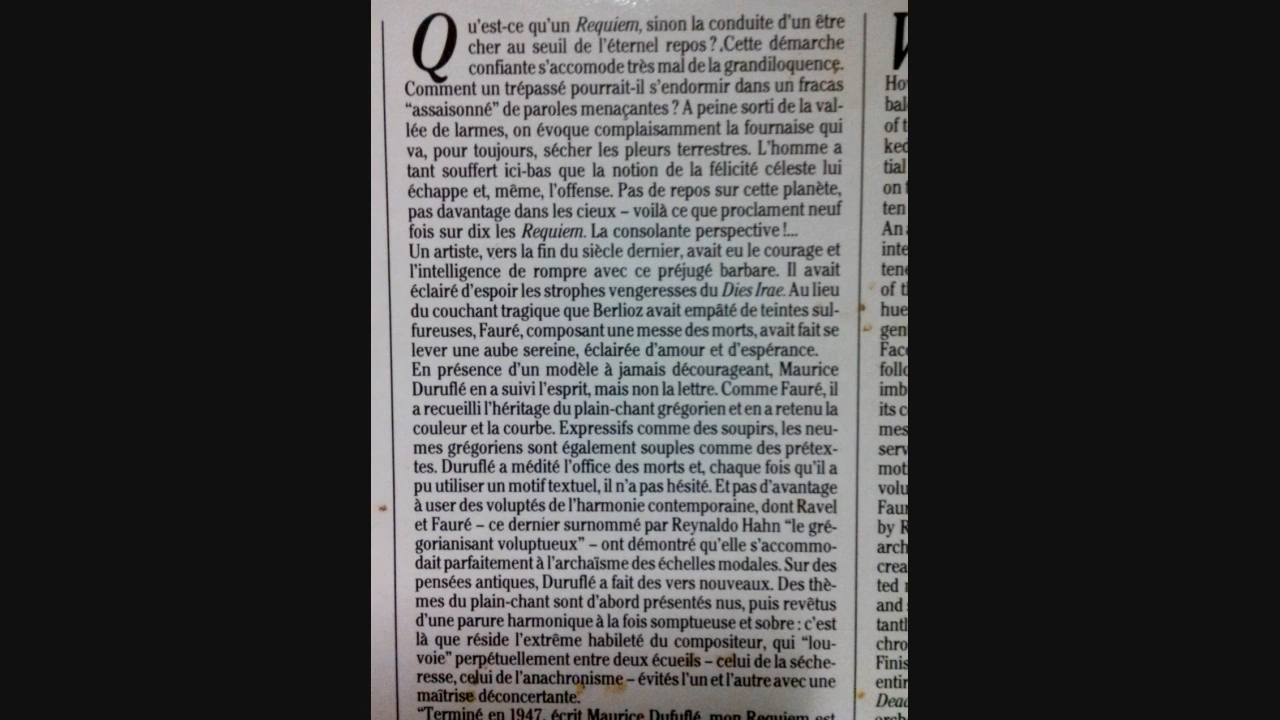 Qu'est-ce qu'un Requiem, sinon la conduite d'un être
cher au seuil de l'éternel repos ? .Cette démarche
confiante s'accomode très mal de la grandiloquence.
Comment un trépassé pourrait-il s'endormir dans un fracas
“assaisonné” de paroles menaçantes ? A peine sorti de la val-
lée de larmes, on évoque complaisamment la fournaise qui
va, pour toujours, sécher les pleurs terrestres. L'homme a
tant souffert ici-bas que la notion de la félicité céleste lui
échappe et, même, l'offense. Pas de repos sur cette planète,
pas davantage dans les cieux – voilà ce que proclament neuf
fois sur dix les Requiem. La consolante perspective !...
Un artiste, vers la fin du siècle dernier, avait eu le courage et
l'intelligence de rompre avec ce préjugé barbare. Il avait
éclairé d'espoir les strophes vengeresses du Dies Irae. Au lieu
du couchant tragique que Berlioz avait empâté de teintes sul-
fureuses, Fauré, composant une messe des morts, avait fait se
lever une aube sereine, éclairée d'amour et d'espérance.
En présence d'un modèle à jamais décourageant, Maurice
Duruflé en a suivi l'esprit, mais non la lettre. Comme Fauré, il
a recueilli l'héritage du plain-chant grégorien et en a retenu la
couleur et la courbe. Expressifs comme des soupirs, les neu-
mes grégoriens sont également souples comme des prétex-
tes. Duruflé a médité l'office des morts et, chaque fois qu'il a
pu utiliser un motif textuel, il n'a pas hésité. Et pas d'avantage
à user des voluptés de l'harmonie contemporaine, dont Ravel
et Fauré – ce dernier surnommé par Reynaldo Hahn “le gré-
gorianisant voluptueux” – ont démontré qu'elle s'accommo-
dait parfaitement à l'archaïsme des échelles modales. Sur des
pensées antiques, Duruflé a fait des vers nouveaux. Des thè-
mes du plain-chant sont d'abord présentés nus, puis revêtus
d'une parure harmonique à la fois somptueuse et sobre : c'est
là que réside l'extrême habileté du compositeur, qui “lou-
voie” perpétuellement entre deux écueils – celui de la séche-
resse, celui de l'anachronisme – évités l'un et l'autre avec une
maîtrise déconcertante.
“Terminé en 1947, écrit Maurice Dufuflé, mon Requiem est